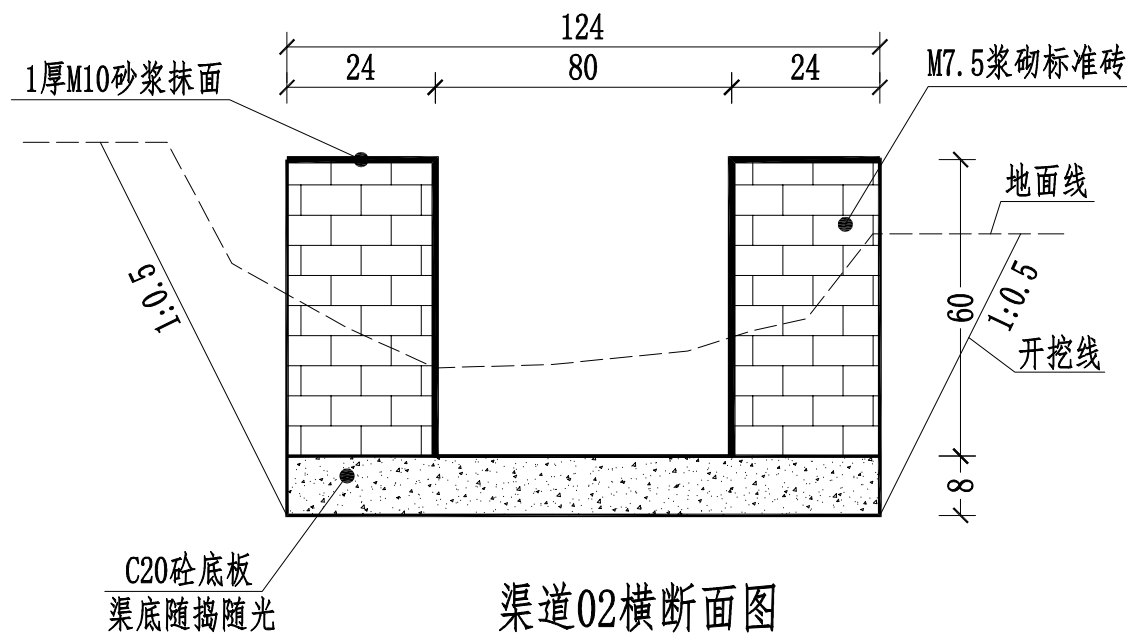 124
24 80 24
1厚M10砂浆抹面
M7.5浆砌标准砖
地面线
1:0.5
60
1:0.5
开挖线
8
C20砼底板
渠底随捣随光
渠道02横断面图